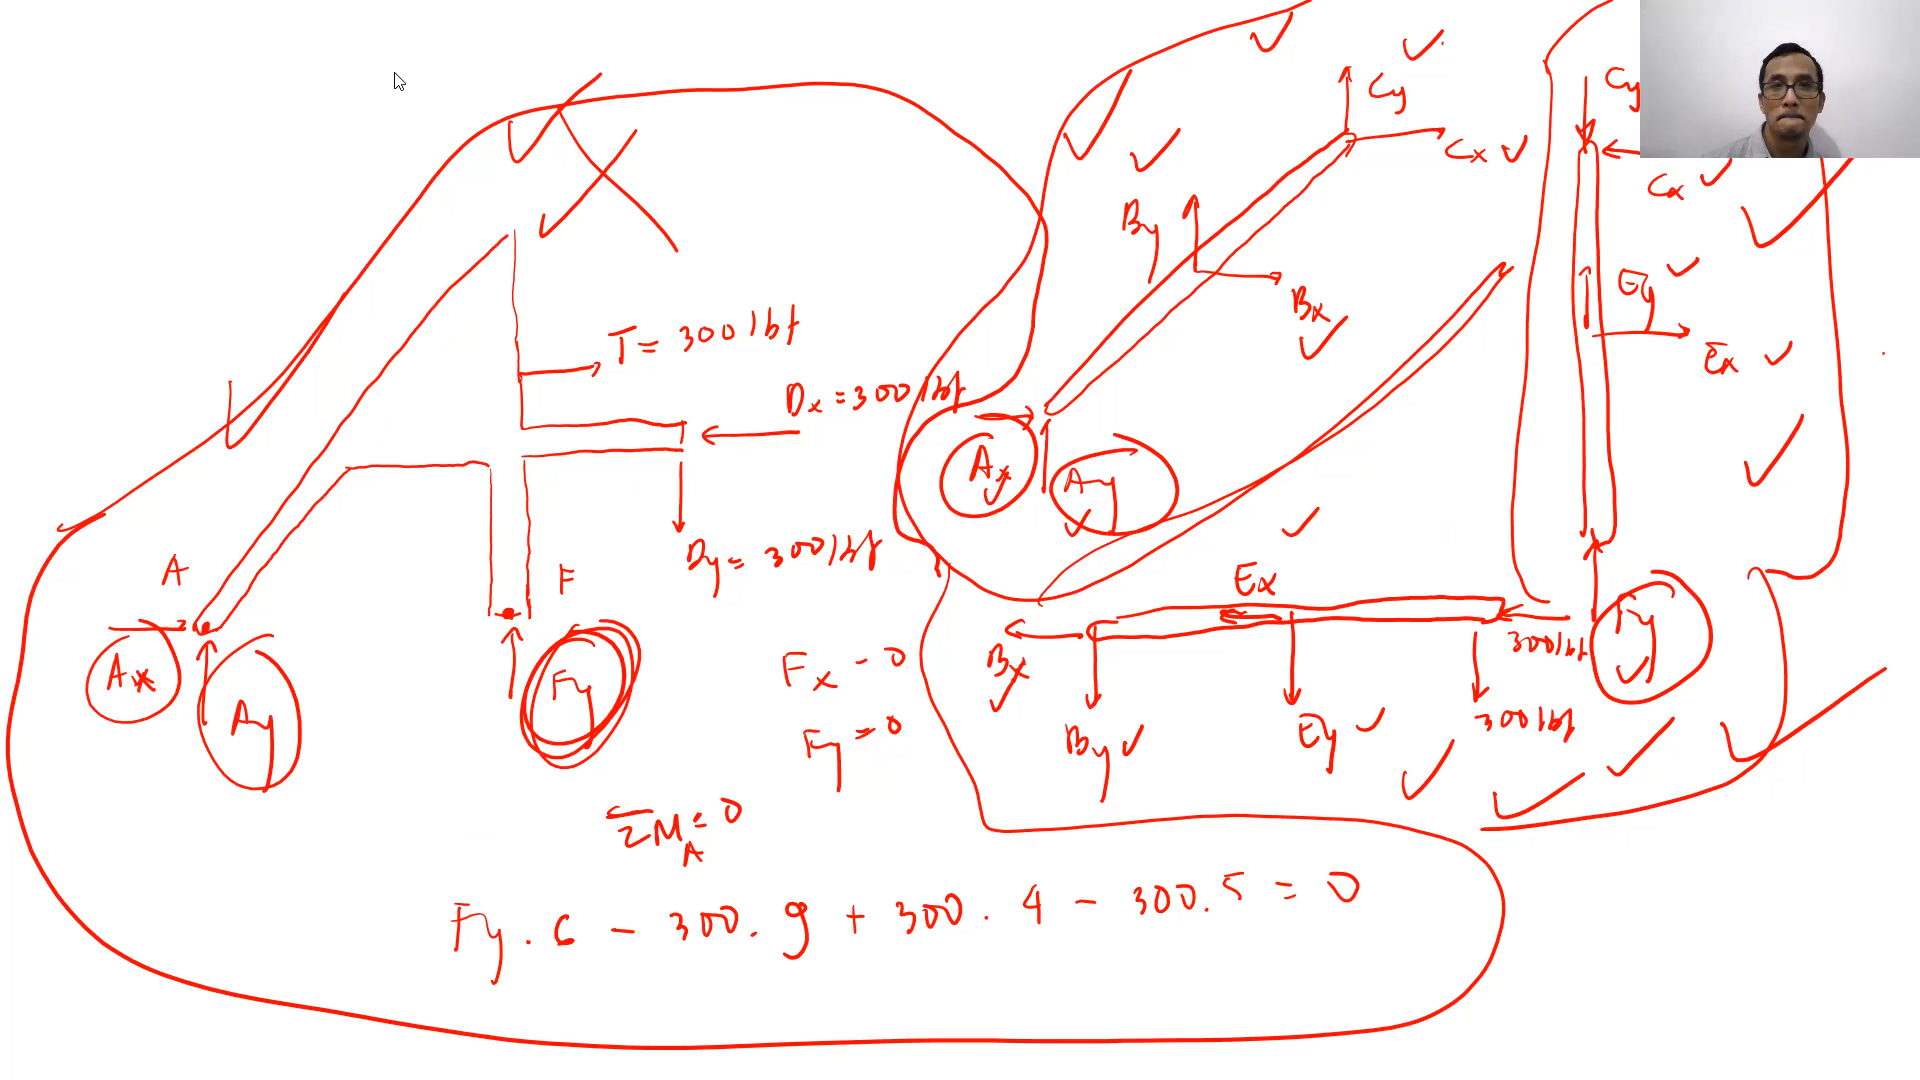 T = 300 lbf
Dx = 300 lbf
Dy = 300 lbf
A
F
Ax
Ay
Fy
Fx = 0
Fy = 0
ΣM_A = 0
Fy . 6 - 300 . 9 + 300 . 4 - 300 . 5 = 0
Cy
Cx
By
Bx
Ax
Ay
Cy
Cx
Ey
Ex
Ex
Bx
By
Ey
300 lbf
300 lbf
Fy